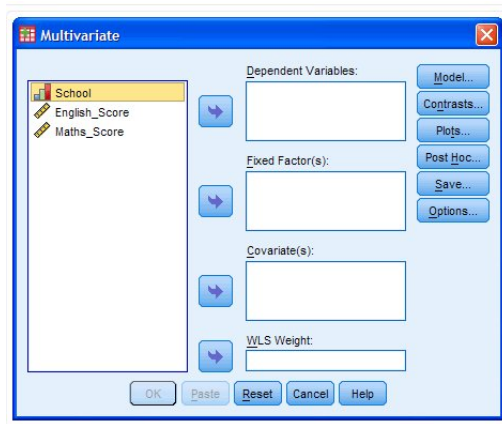 Multivariate
School
English_Score
Maths_Score
Dependent Variables:
Fixed Factor(s):
Covariate(s):
WLS Weight:
Model...
Contrasts...
Plots...
Post Hoc...
Save...
Options...
OK Paste Reset Cancel Help